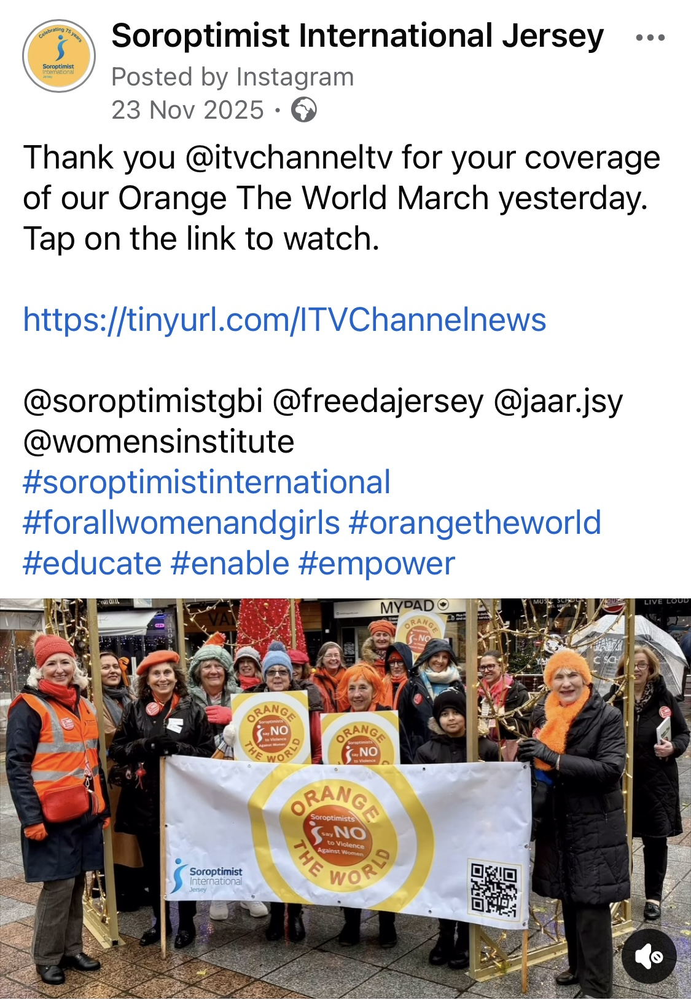 Celebrating 75 years
Soroptimist
International
Jersey
Soroptimist International Jersey
Posted by Instagram
23 Nov 2025 ·
Thank you @itvchanneltv for your coverage
of our Orange The World March yesterday.
Tap on the link to watch.
https://tinyurl.com/ITVChannelnews
@soroptimistgbi @freedajersey @jaar.jsy
@womensinstitute
#soroptimistinternational
#forallwomenandgirls #orangetheworld
#educate #enable #empower
MYPAD
MUSIC SCHOOL
LIVE LOUD
ORANGE
NO
ORANGE
Soroptimists
say NO
to Violence
Against Women
THE WORLD
ORANGE
Soroptimists
say NO
to Violence
ORANGE
Soroptimists
say NO
to Violence
Against Women
THE WORLD
Soroptimist
International
Jersey